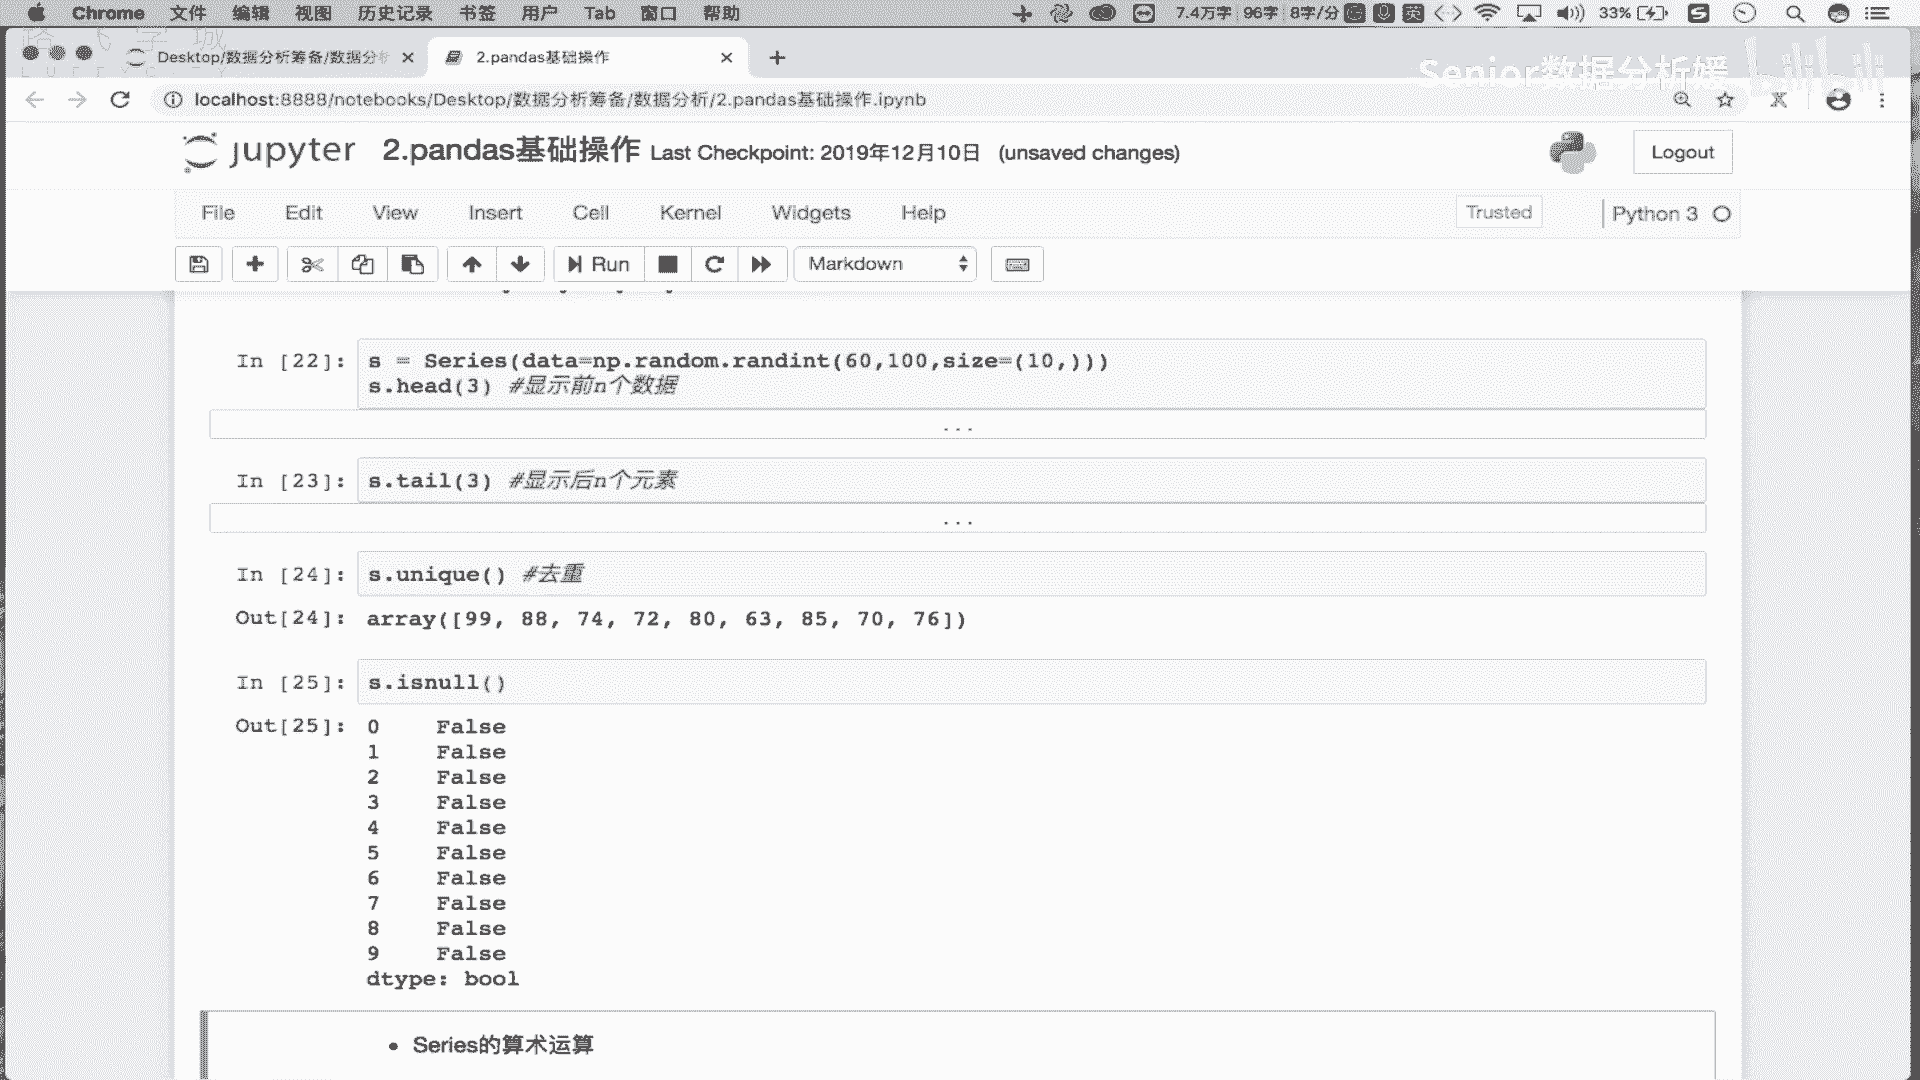 Chrome 文件 编辑 视图 历史记录 书签 用户 Tab 窗口 帮助 7.4万字 96字 8字/分 英 33%
路飞学城
Desktop/数据分析筹备/数据分析
2.pandas基础操作
Senior数据分析媛 bilibili
localhost:8888/notebooks/Desktop/数据分析筹备/数据分析/2.pandas基础操作.ipynb
jupyter 2.pandas基础操作 Last Checkpoint: 2019年12月10日 (unsaved changes)
Logout
File Edit View Insert Cell Kernel Widgets Help Trusted Python 3
Run Markdown
In [22]: s = Series(data=np.random.randint(60,100,size=(10,)))
s.head(3) #显示前n个数据
...
In [23]: s.tail(3) #显示后n个元素
...
In [24]: s.unique() #去重
Out[24]: array([99, 88, 74, 72, 80, 63, 85, 70, 76])
In [25]: s.isnull()
Out[25]: 0 False
1 False
2 False
3 False
4 False
5 False
6 False
7 False
8 False
9 False
dtype: bool
• Series的算术运算